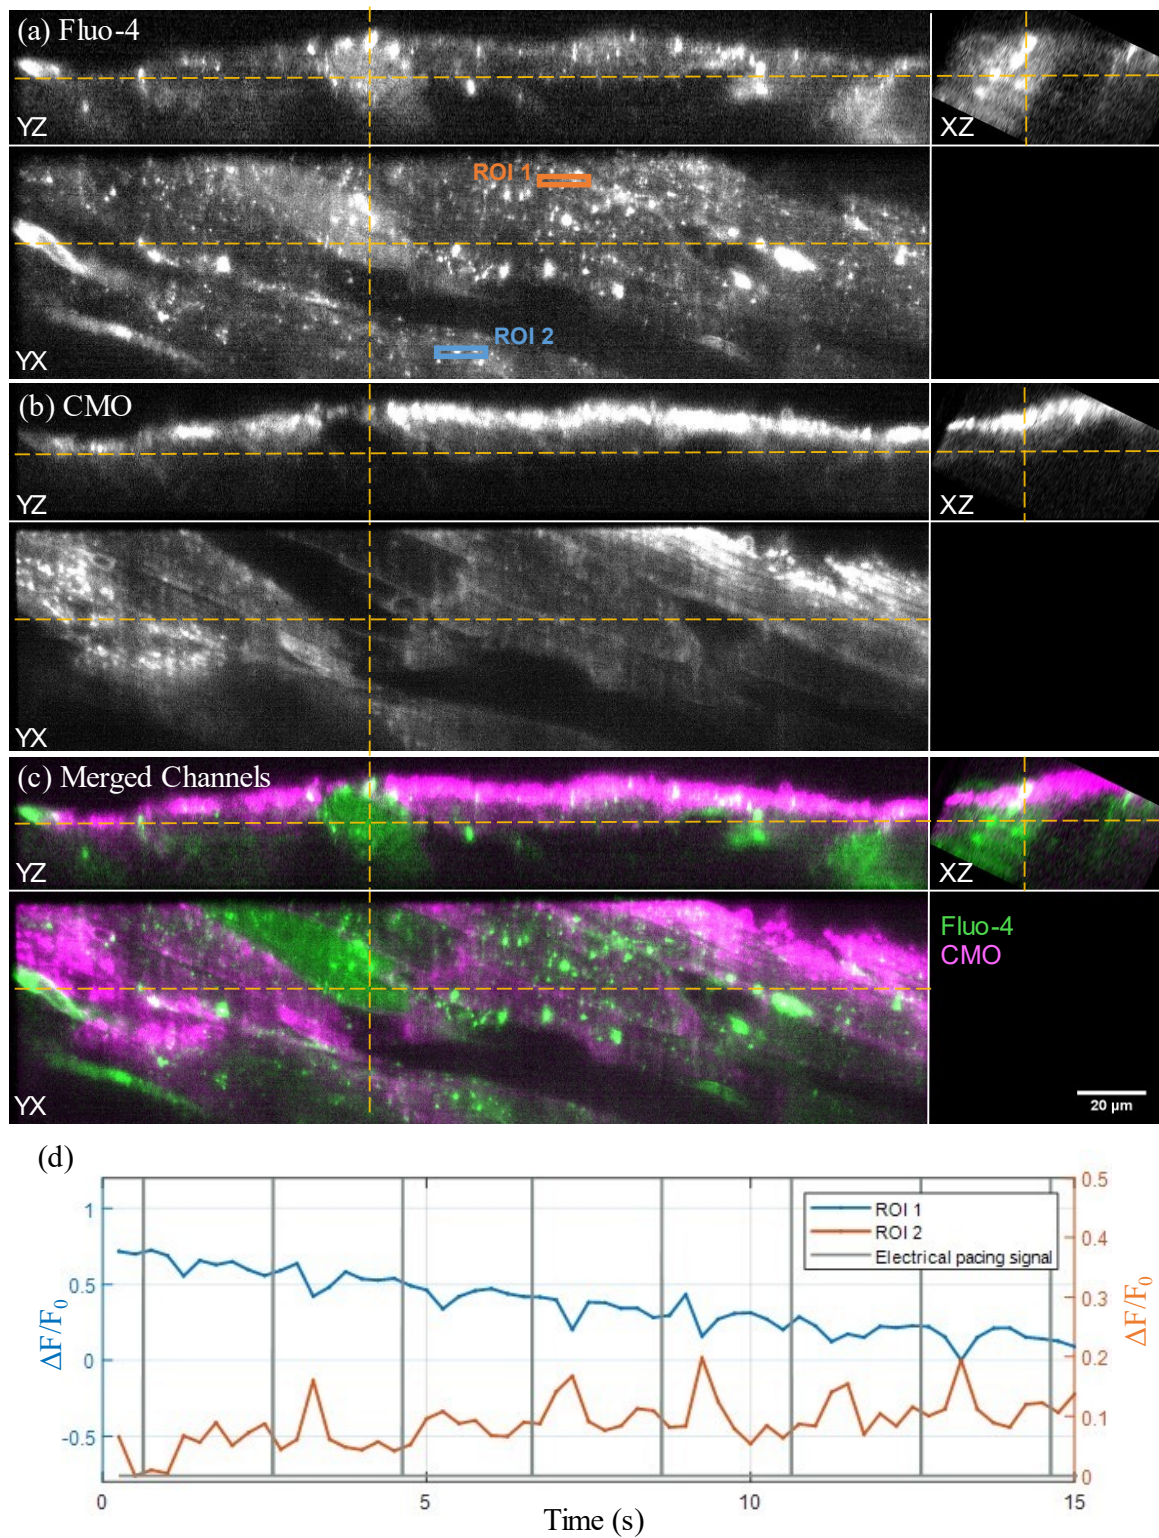 (a) Fluo-4
YZ
XZ
ROI 1
ROI 2
YX
(b) CMO
YZ
XZ
YX
(c) Merged Channels
YZ
XZ
Fluo-4
CMO
YX
20 µm
(d)
ROI 1
ROI 2
Electrical pacing signal
1
0.5
0
-0.5
ΔF/F₀
0.5
0.4
0.3
0.2
0.1
0
ΔF/F₀
0
5
10
15
Time (s)